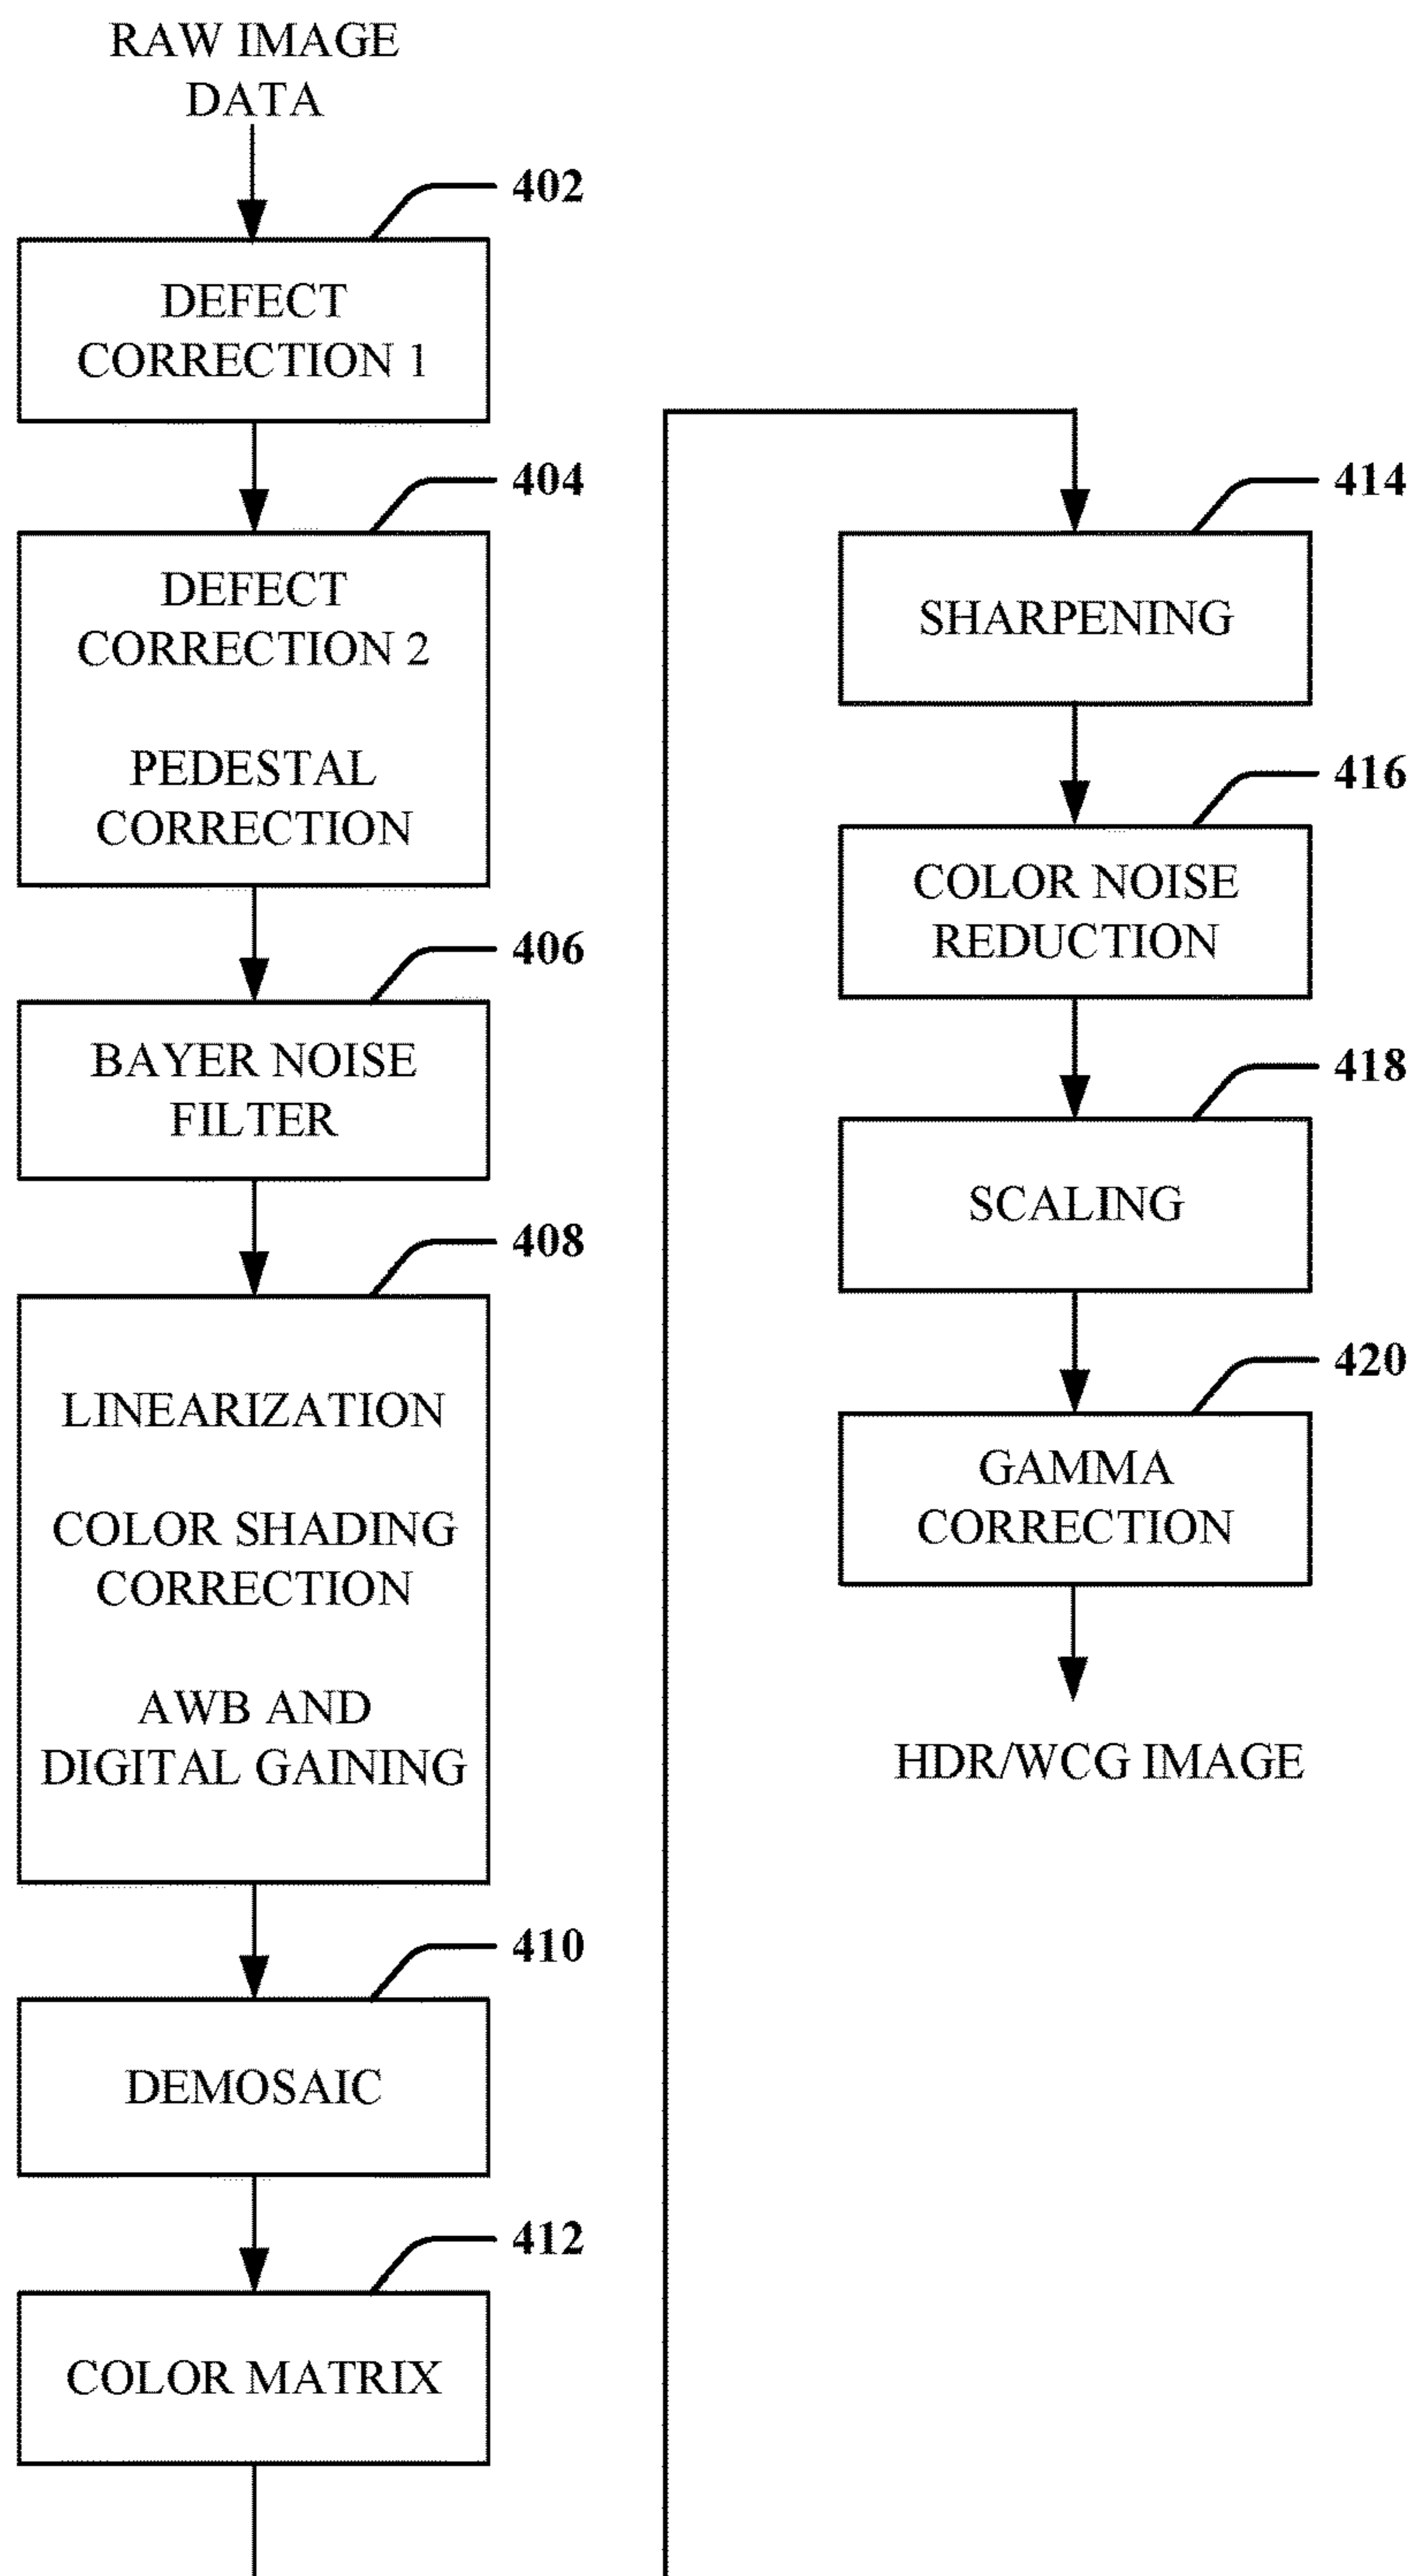 RAW IMAGE
DATA
402
DEFECT
CORRECTION 1
404
DEFECT
CORRECTION 2
PEDESTAL
CORRECTION
406
BAYER NOISE
FILTER
408
LINEARIZATION
COLOR SHADING
CORRECTION
AWB AND
DIGITAL GAINING
410
DEMOSAIC
412
COLOR MATRIX
414
SHARPENING
416
COLOR NOISE
REDUCTION
418
SCALING
420
GAMMA
CORRECTION
HDR/WCG IMAGE